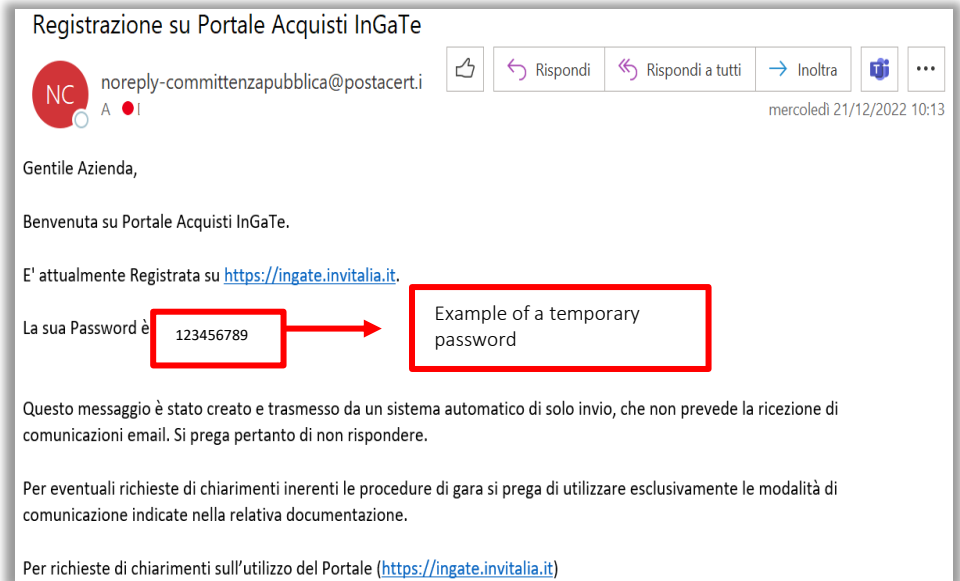 Registrazione su Portale Acquisti InGaTe
NC
noreply-committenzapubblica@postacert.i
A
Rispondi
Rispondi a tutti
Inoltra
mercoledì 21/12/2022 10:13
Gentile Azienda,
Benvenuta su Portale Acquisti InGaTe.
E' attualmente Registrata su https://ingate.invitalia.it.
La sua Password è 123456789
Example of a temporary
password
Questo messaggio è stato creato e trasmesso da un sistema automatico di solo invio, che non prevede la ricezione di
comunicazioni email. Si prega pertanto di non rispondere.
Per eventuali richieste di chiarimenti inerenti le procedure di gara si prega di utilizzare esclusivamente le modalità di
comunicazione indicate nella relativa documentazione.
Per richieste di chiarimenti sull'utilizzo del Portale (https://ingate.invitalia.it)